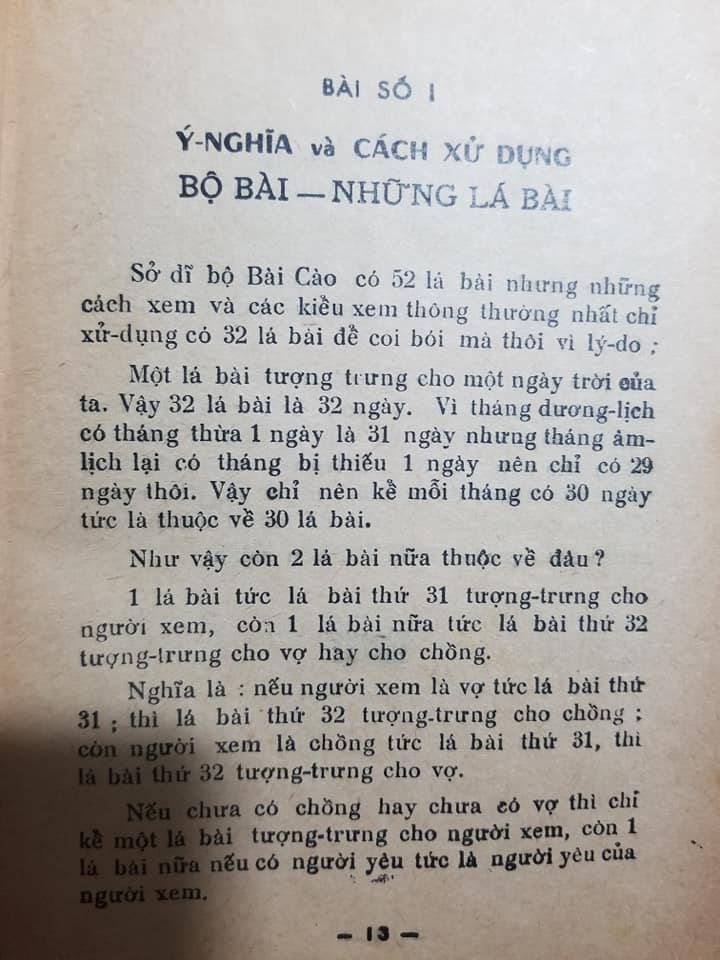 BÀI SỐ 1
Ý-NGHĨA và CÁCH XỬ DỤNG
BỘ BÀI — NHỮNG LÁ BÀI
Sở dĩ bộ Bài Cào có 52 lá bài nhưng những
cách xem và các kiểu xem thông thường nhất chỉ
xử-dụng có 32 lá bài để coi bói mà thôi vì lý-do ;
Một lá bài tượng trưng cho một ngày trời của
ta. Vậy 32 lá bài là 32 ngày. Vì tháng dương-lịch
có tháng thừa 1 ngày là 31 ngày nhưng tháng âm-
lịch lại có tháng bị thiếu 1 ngày nên chỉ có 29
ngày thôi. Vậy chỉ nên kể mỗi tháng có 30 ngày
tức là thuộc về 30 lá bài.
Như vậy còn 2 lá bài nữa thuộc về đâu ?
1 lá bài tức lá bài thứ 31 tượng-trưng cho
người xem, còn 1 lá bài nữa tức lá bài thứ 32
tượng-trưng cho vợ hay cho chồng.
Nghĩa là : nếu người xem là vợ tức lá bài thứ
31 ; thì lá bài thứ 32 tượng-trưng cho chồng ;
còn người xem là chồng tức lá bài thứ 31, thì
lá bài thứ 32 tượng-trưng cho vợ.
Nếu chưa có chồng hay chưa có vợ thì chỉ
kể một lá bài tượng-trưng cho người xem, còn 1
lá bài nữa nếu có người yêu tức là người yêu của
người xem.
— 13 —